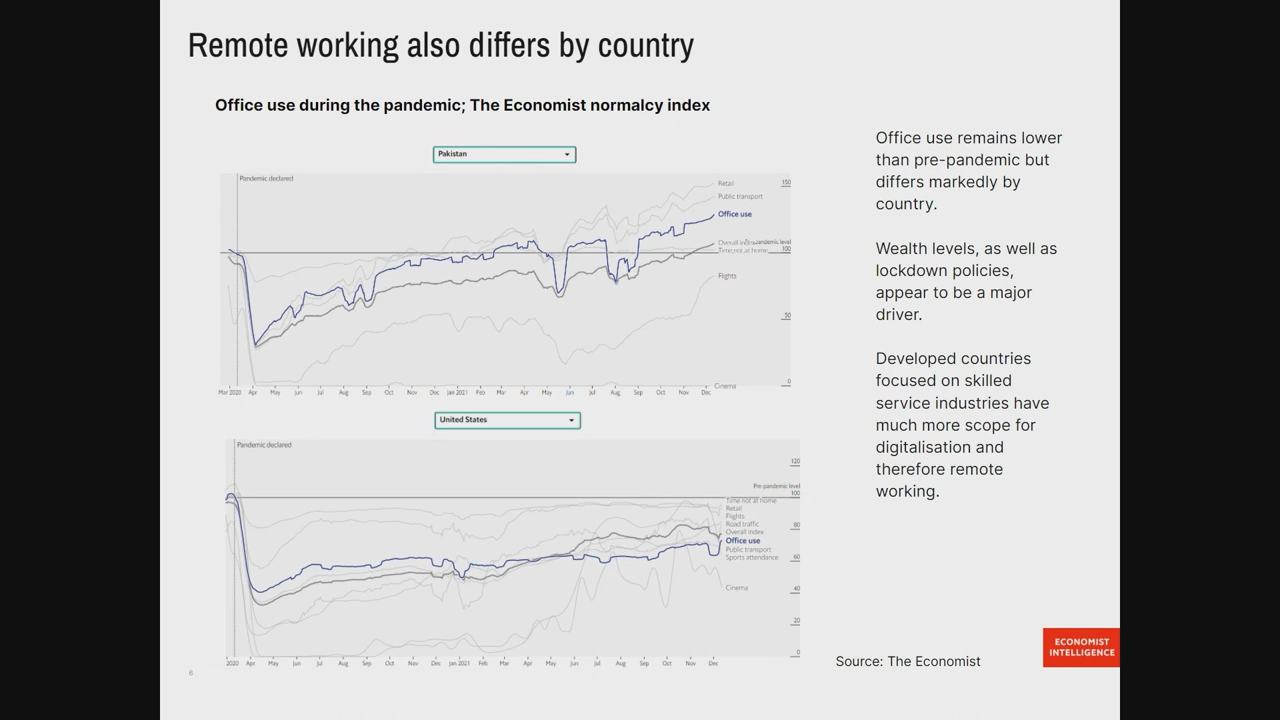 Remote working also differs by country
Office use during the pandemic; The Economist normalcy index
Pakistan
Pandemic declared
Retail
150
Public transport
Office use
Overall index
pandemic level
Time not at home
100
Flights
50
Cinema
0
Mar 2020 Apr May Jun Jul Aug Sep Oct Nov Dec Jan 2021 Feb Mar Apr May Jun Jul Aug Sep Oct Nov Dec
United States
Pandemic declared
120
Pre-pandemic level
100
Time not at home
Retail
Flights
Road traffic
80
Overall index
Office use
Public transport
Sports attendance
60
Cinema
40
20
0
2020 Apr May Jun Jul Aug Sep Oct Nov Dec Jan 2021 Feb Mar Apr May Jun Jul Aug Sep Oct Nov Dec
Office use remains lower
than pre-pandemic but
differs markedly by
country.
Wealth levels, as well as
lockdown policies,
appear to be a major
driver.
Developed countries
focused on skilled
service industries have
much more scope for
digitalisation and
therefore remote
working.
Source: The Economist
ECONOMIST
INTELLIGENCE
6